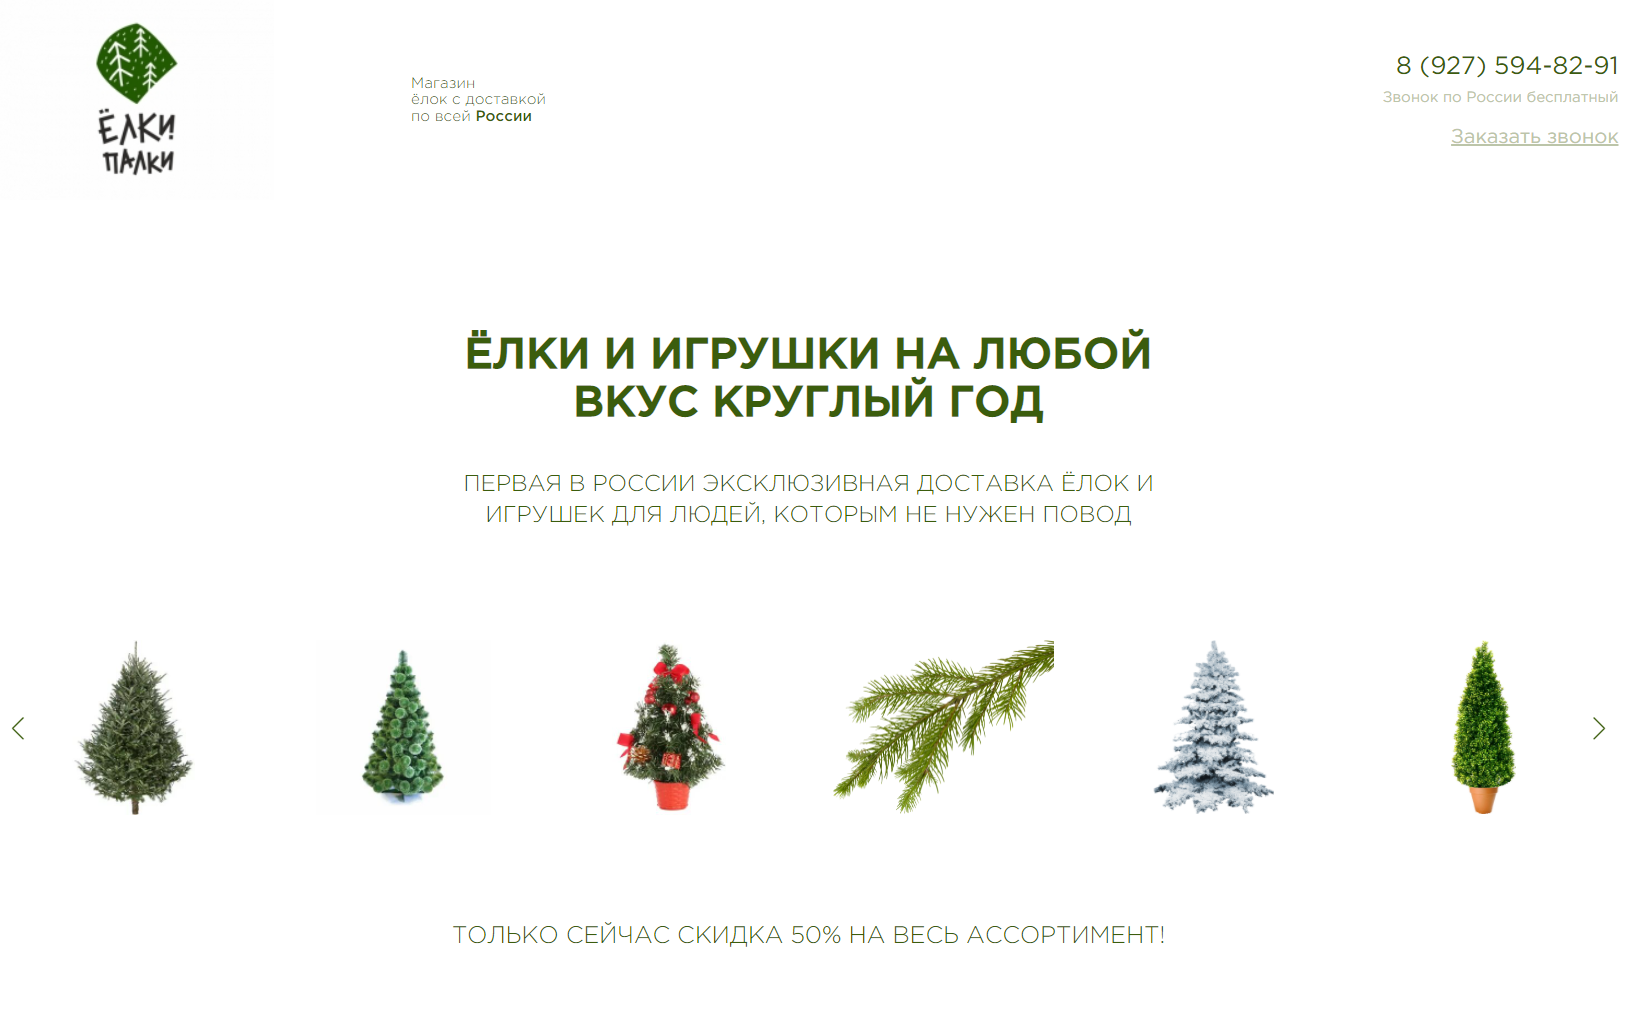 ЁЛКИ
ПАЛКИ
Магазин
ёлок с доставкой
по всей России
8 (927) 594-82-91
Звонок по России бесплатный
Заказать звонок
ЁЛКИ И ИГРУШКИ НА ЛЮБОЙ
ВКУС КРУГЛЫЙ ГОД
ПЕРВАЯ В РОССИИ ЭКСКЛЮЗИВНАЯ ДОСТАВКА ЁЛОК И
ИГРУШЕК ДЛЯ ЛЮДЕЙ, КОТОРЫМ НЕ НУЖЕН ПОВОД
ТОЛЬКО СЕЙЧАС СКИДКА 50% НА ВЕСЬ АССОРТИМЕНТ!